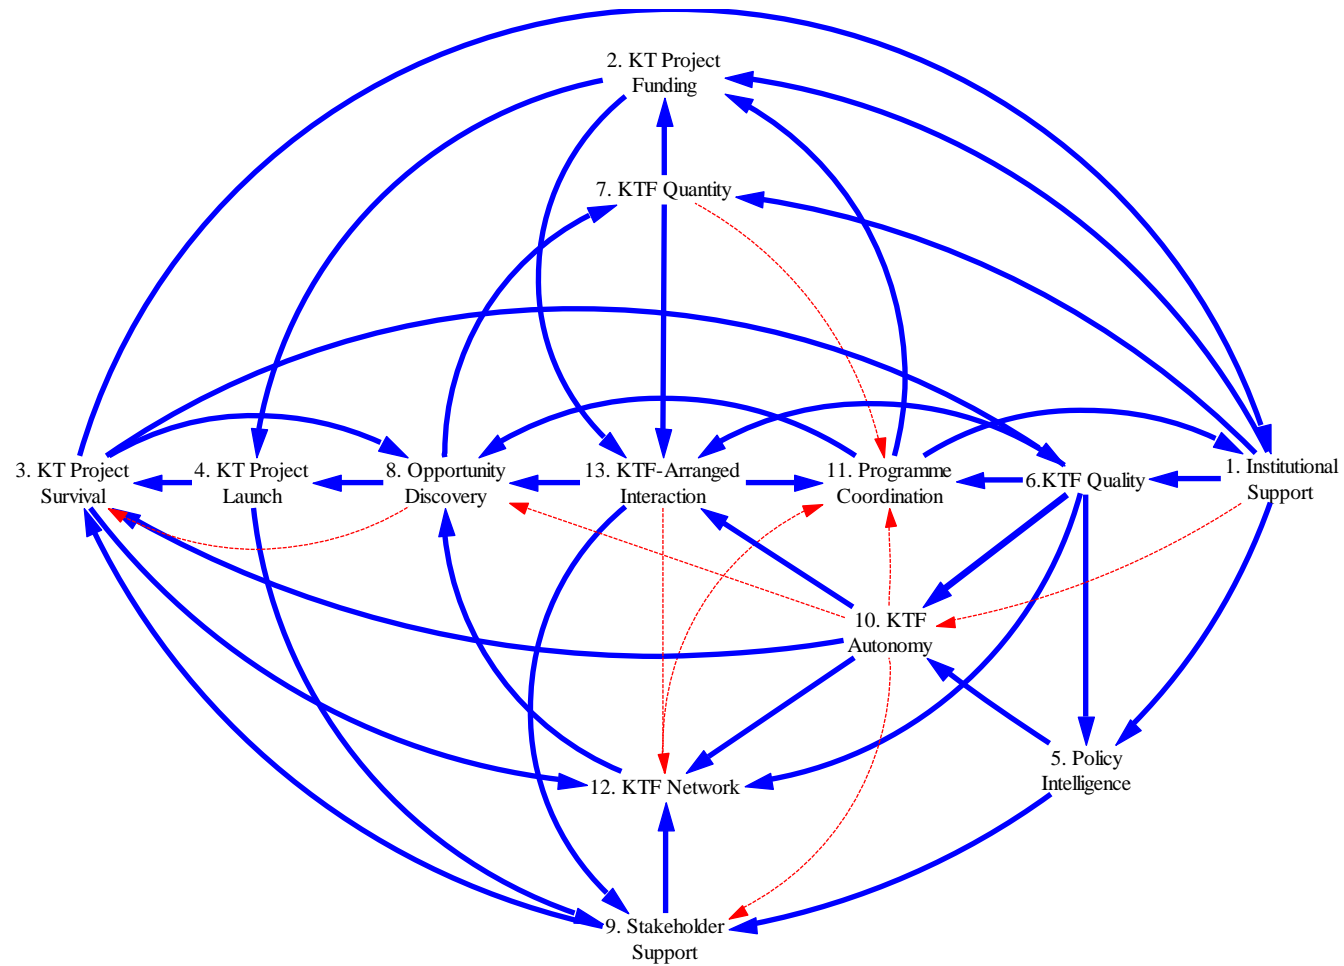 2. KT Project
Funding
7. KTF Quantity
3. KT Project
Survival
4. KT Project
Launch
8. Opportunity
Discovery
13. KTF-Arranged
Interaction
11. Programme
Coordination
6.KTF Quality
1. Institutional
Support
10. KTF
Autonomy
5. Policy
Intelligence
12. KTF Network
9. Stakeholder
Support